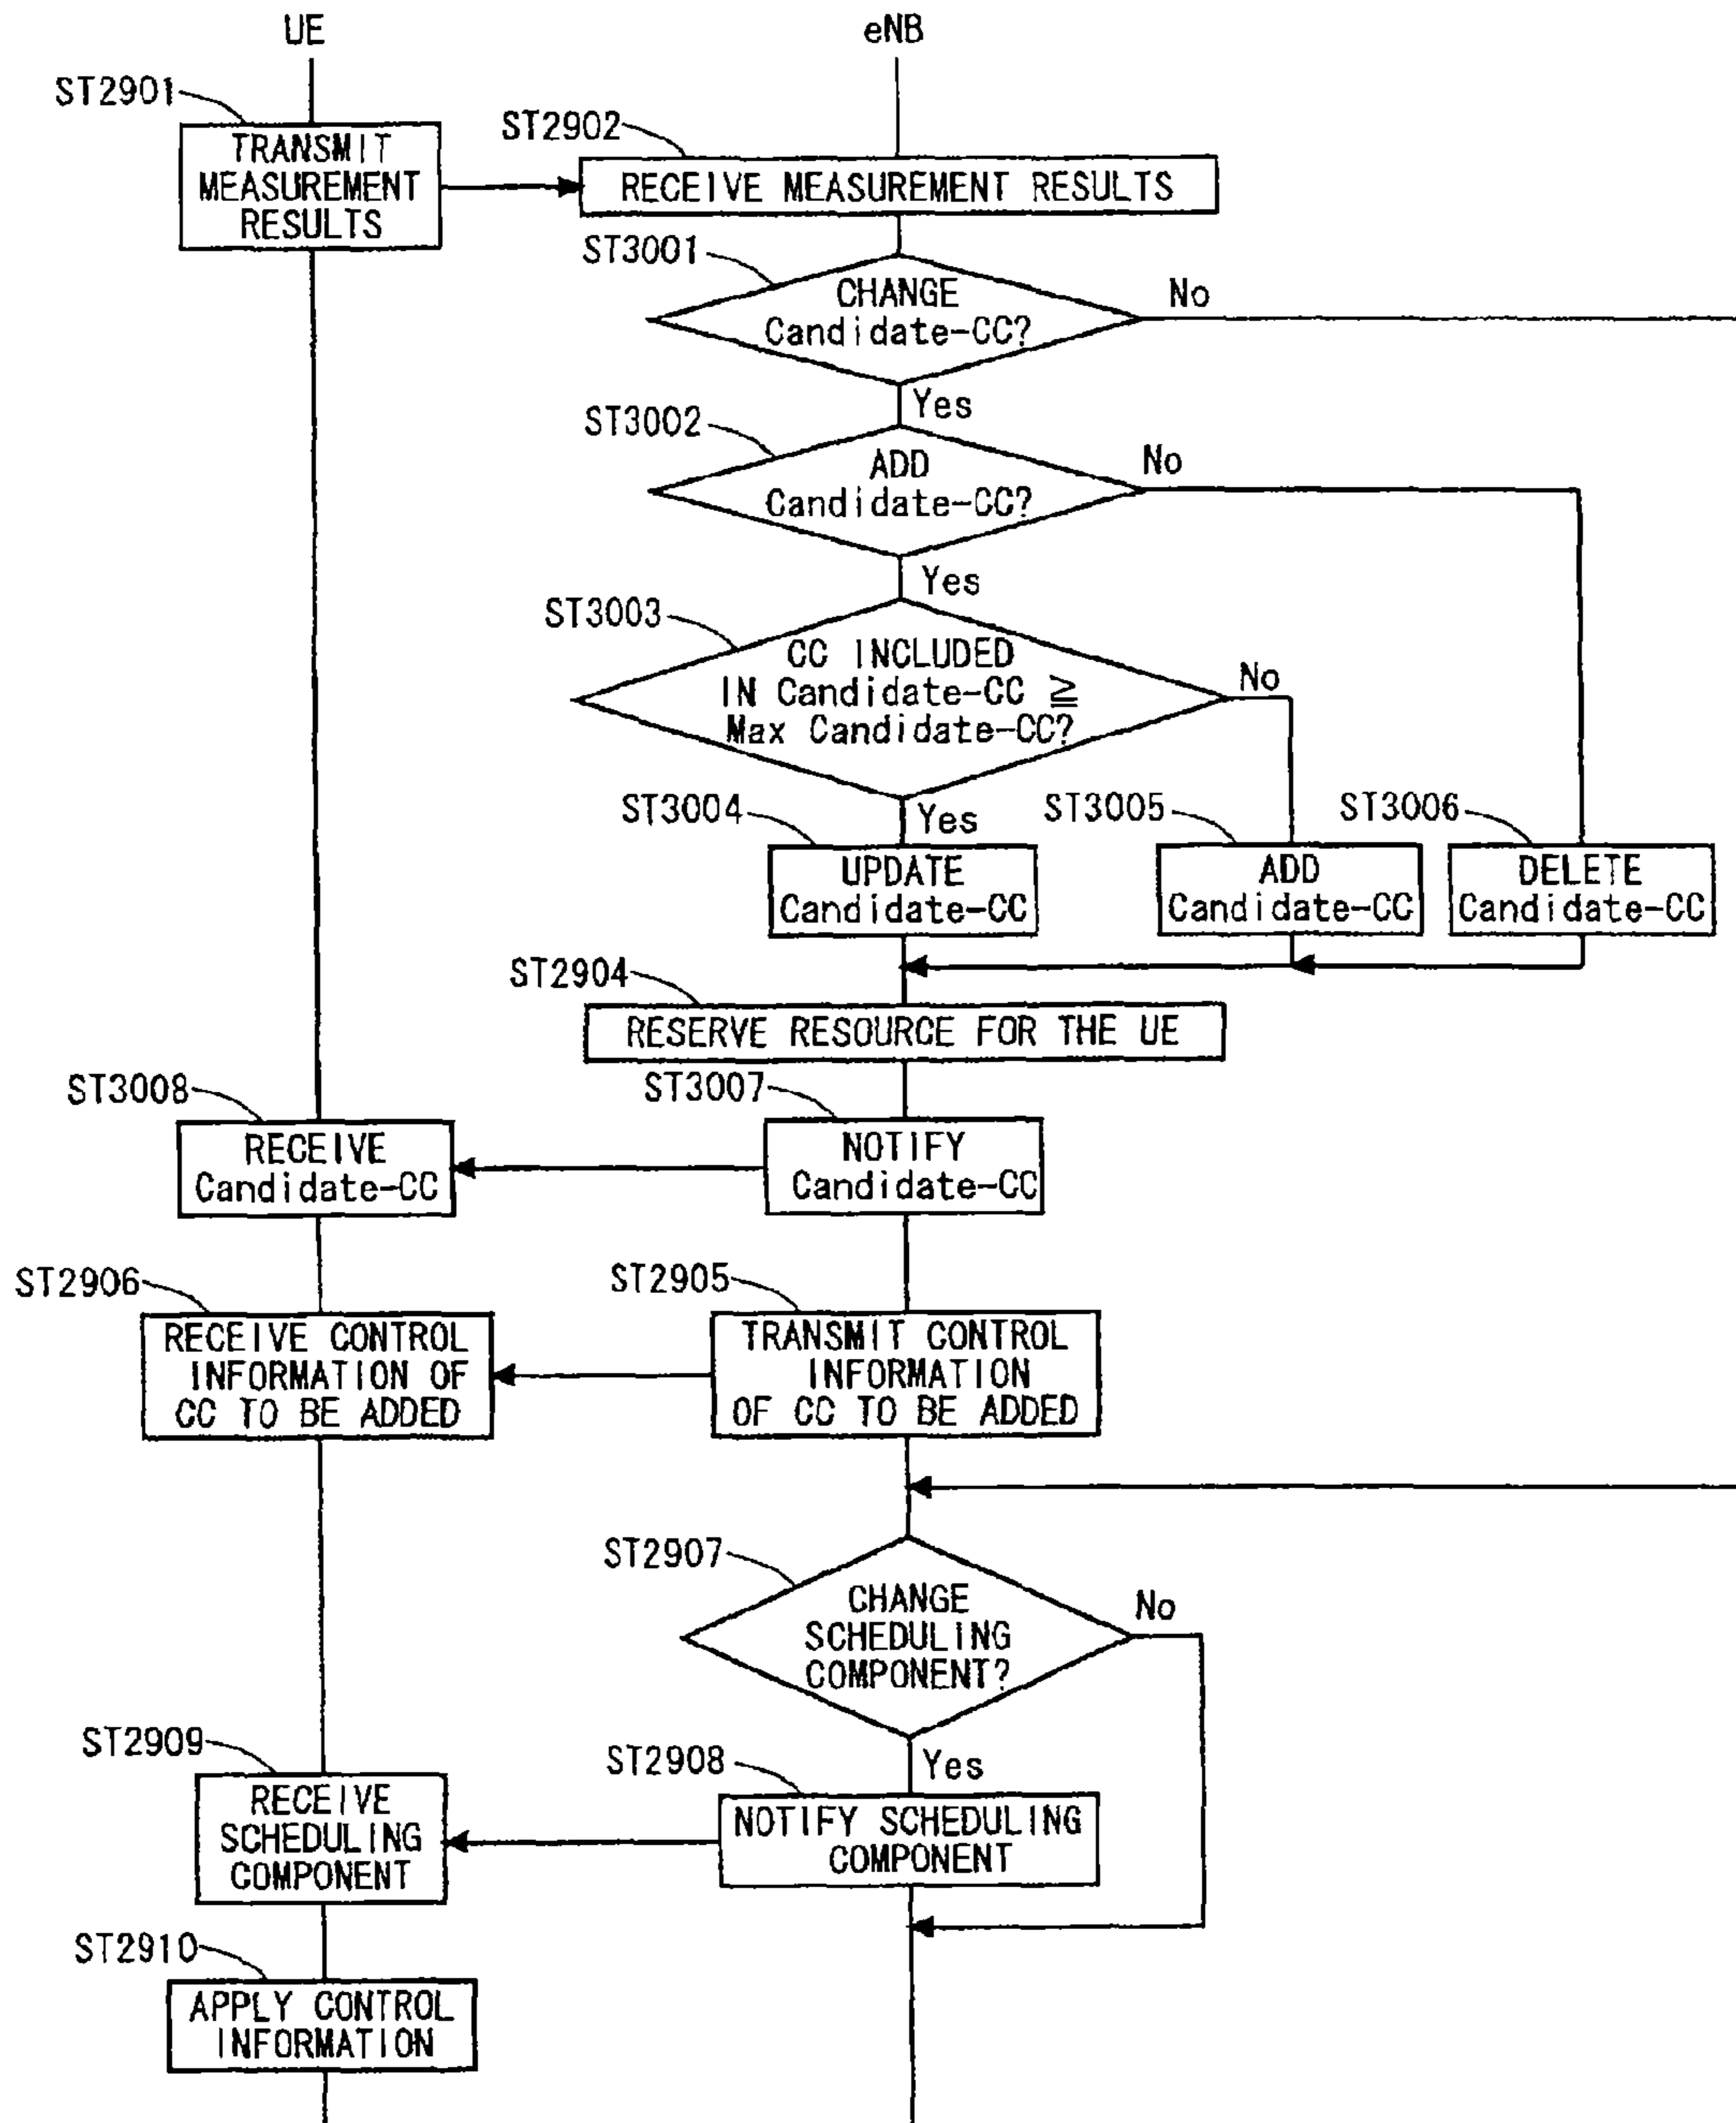 UE
eNB
ST2901
TRANSMIT
MEASUREMENT
RESULTS
ST2902
RECEIVE MEASUREMENT RESULTS
ST3001
CHANGE
Candidate-CC?
No
Yes
ST3002
ADD
Candidate-CC?
No
Yes
ST3003
CC INCLUDED
IN Candidate-CC ≧
Max Candidate-CC?
No
Yes
ST3004
UPDATE
Candidate-CC
ST3005
ADD
Candidate-CC
ST3006
DELETE
Candidate-CC
ST2904
RESERVE RESOURCE FOR THE UE
ST3008
RECEIVE
Candidate-CC
ST3007
NOTIFY
Candidate-CC
ST2906
RECEIVE CONTROL
INFORMATION OF
CC TO BE ADDED
ST2905
TRANSMIT CONTROL
INFORMATION
OF CC TO BE ADDED
ST2907
CHANGE
SCHEDULING
COMPONENT?
No
Yes
ST2909
RECEIVE
SCHEDULING
COMPONENT
ST2908
NOTIFY SCHEDULING
COMPONENT
ST2910
APPLY CONTROL
INFORMATION